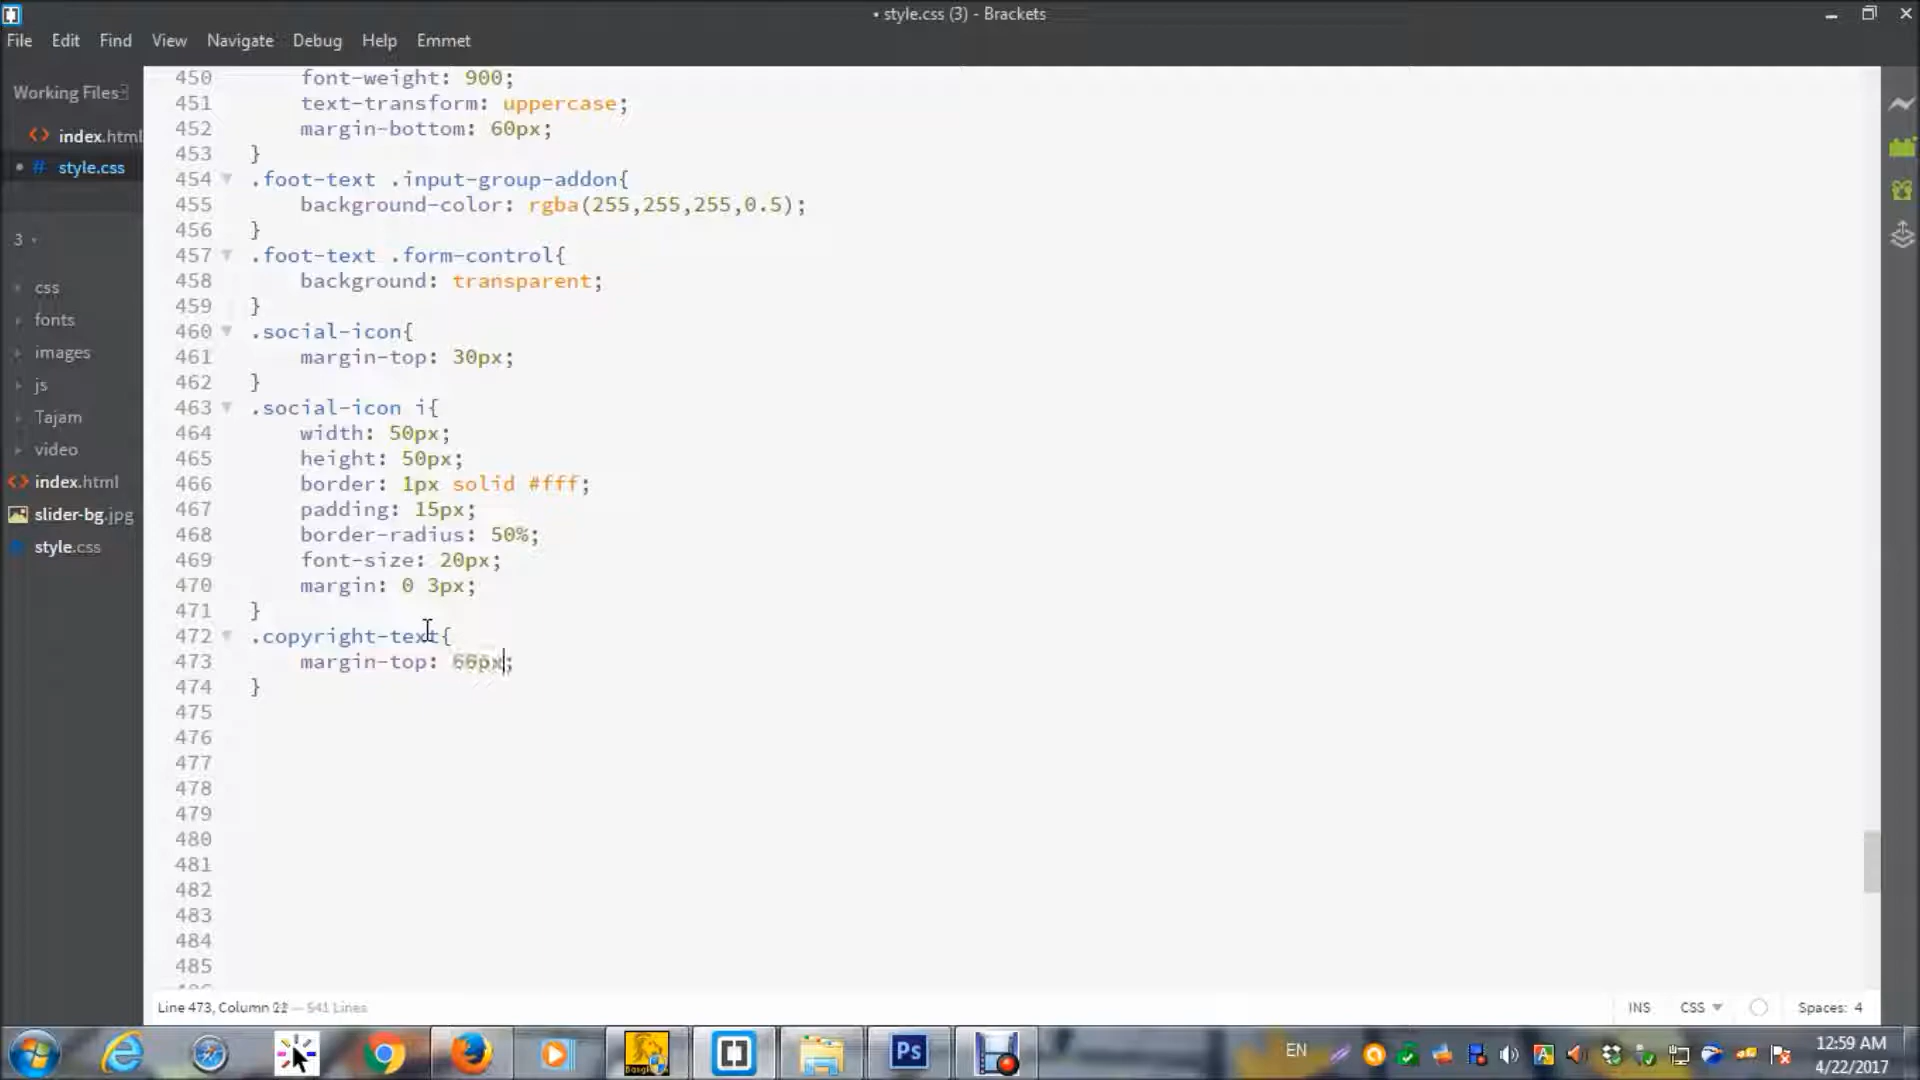 • style.css (3) - Brackets
File Edit Find View Navigate Debug Help Emmet
Working Files
index.html
• # style.css
3
css
fonts
images
js
Tajam
video
index.html
slider-bg.jpg
style.css
450 font-weight: 900;
451 text-transform: uppercase;
452 margin-bottom: 60px;
453 }
454 .foot-text .input-group-addon{
455 background-color: rgba(255,255,255,0.5);
456 }
457 .foot-text .form-control{
458 background: transparent;
459 }
460 .social-icon{
461 margin-top: 30px;
462 }
463 .social-icon i{
464 width: 50px;
465 height: 50px;
466 border: 1px solid #fff;
467 padding: 15px;
468 border-radius: 50%;
469 font-size: 20px;
470 margin: 0 3px;
471 }
472 .copyright-text{
473 margin-top:
474 }
475
476
477
478
479
480
481
482
483
484
485
Line 473, Column — 541 Lines
INS CSS Spaces: 4
Ps
EN
12:59 AM
4/22/2017